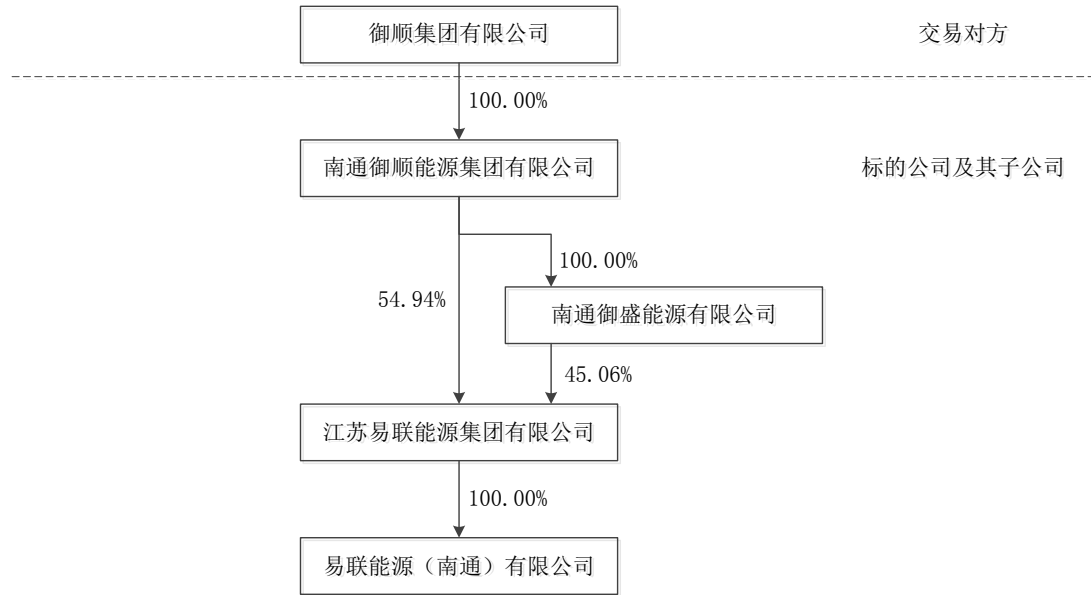 御顺集团有限公司
交易对方
100.00%
南通御顺能源集团有限公司
标的公司及其子公司
100.00%
54.94%
南通御盛能源有限公司
45.06%
江苏易联能源集团有限公司
100.00%
易联能源（南通）有限公司